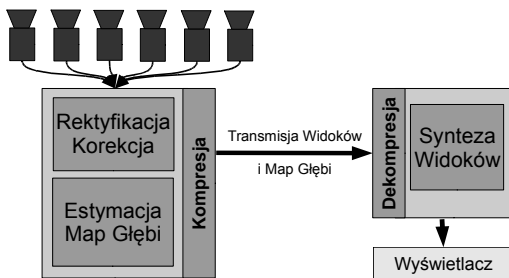 Rektyfikacja
Korekcja
Estymacja
Map Głębi
Kompresja
Transmisja Widoków
i Map Głębi
Dekompresja
Synteza
Widoków
Wyświetlacz